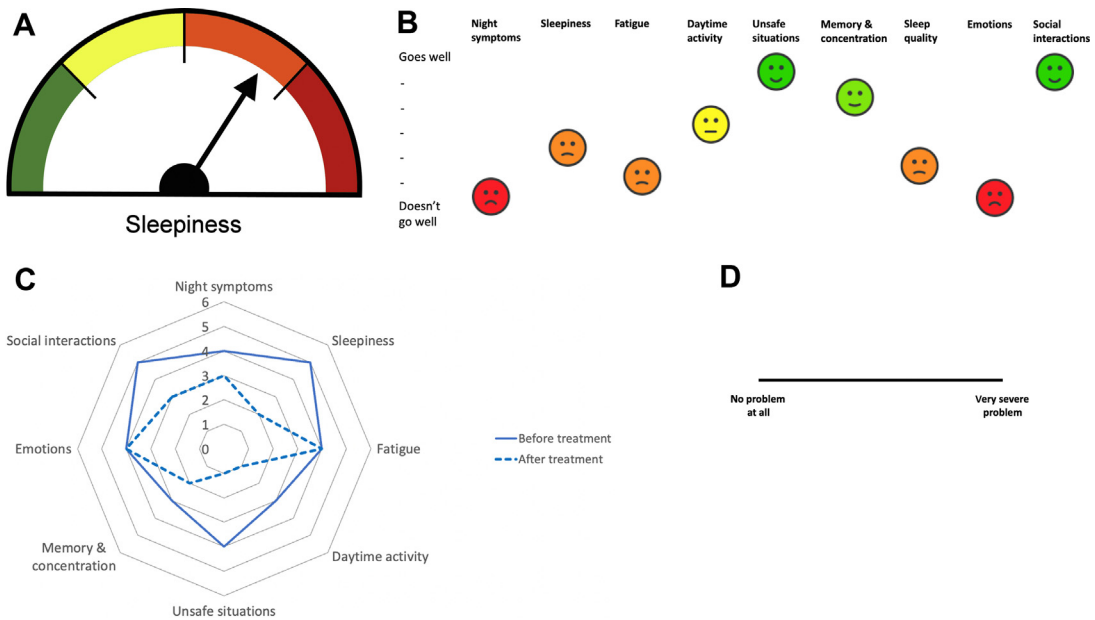 A
Sleepiness
B
Night
symptoms
Sleepiness
Fatigue
Daytime
activity
Unsafe
situations
Memory &
concentration
Sleep
quality
Emotions
Social
interactions
Goes well
-
-
-
-
-
Doesn't
go well
C
Night symptoms
6
5
4
3
2
1
0
Sleepiness
Fatigue
Daytime activity
Unsafe situations
Memory &
concentration
Emotions
Social interactions
Before treatment
After treatment
D
No problem
at all
Very severe
problem